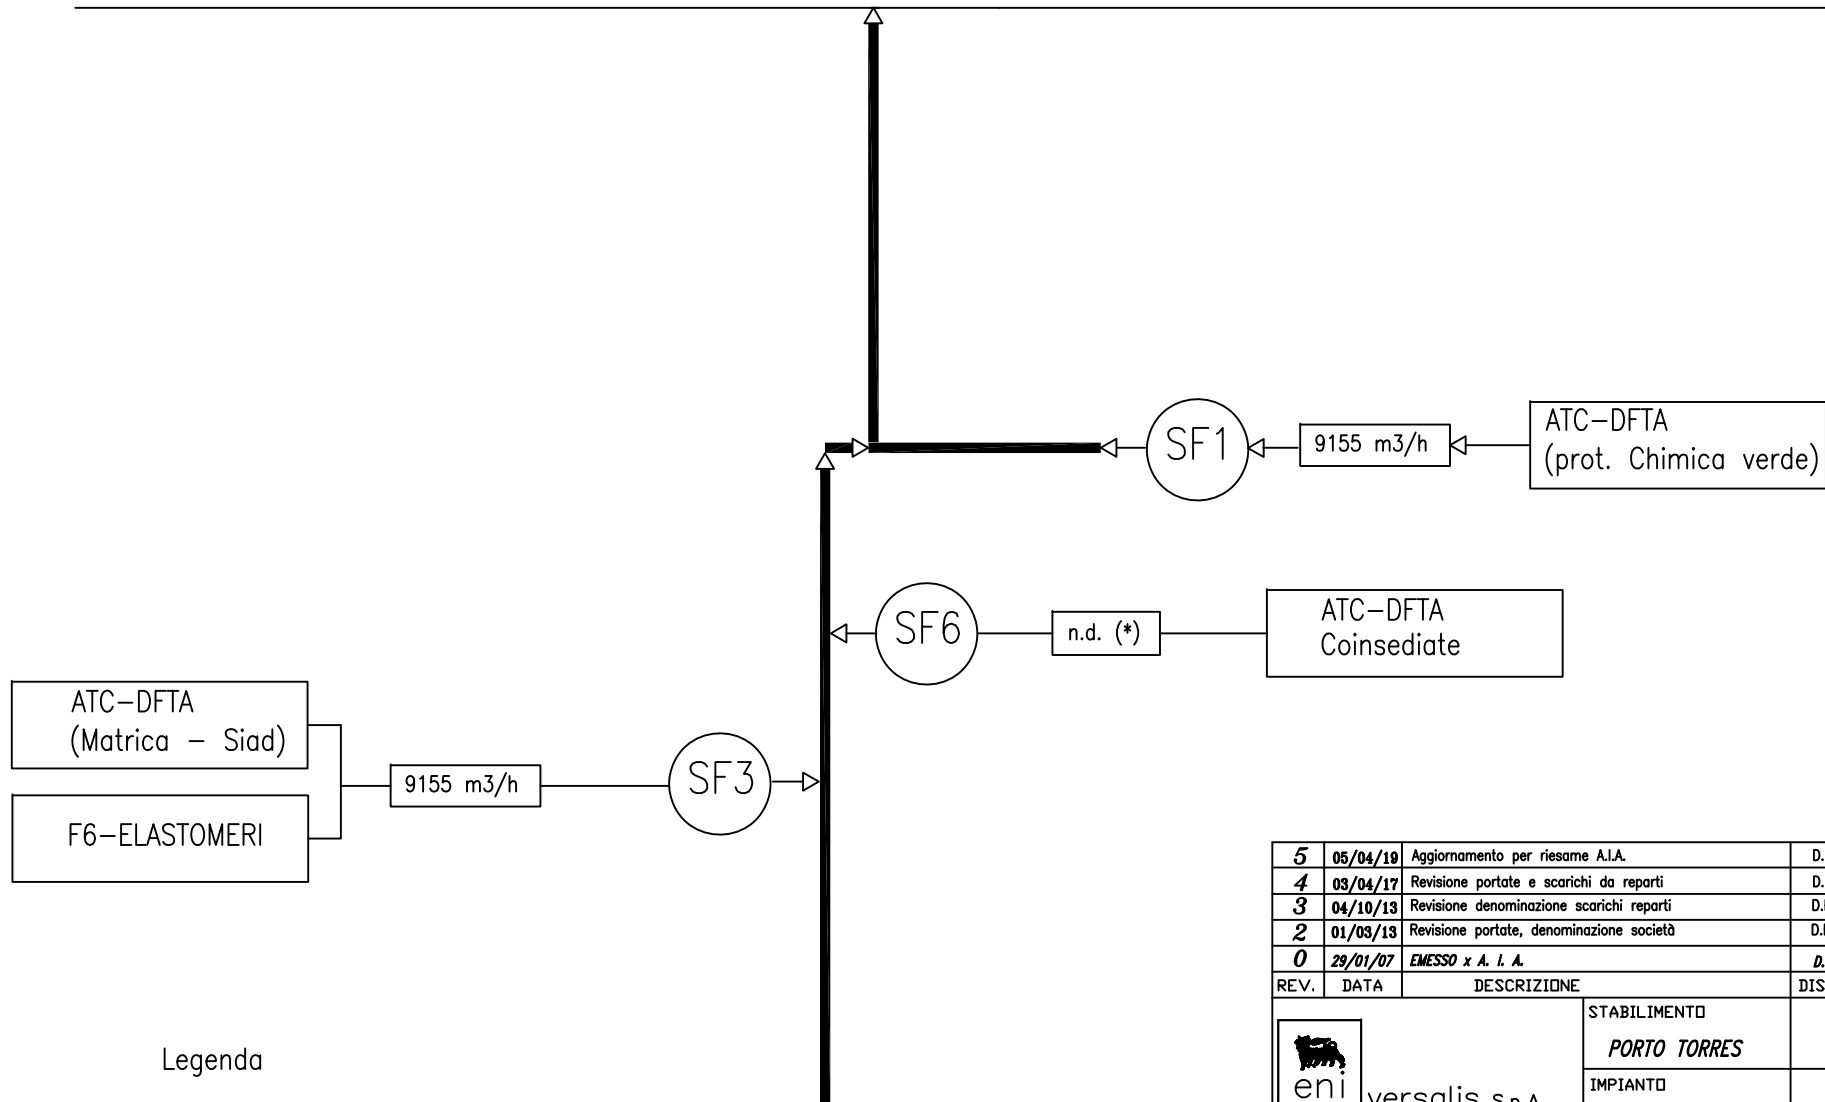 ATC-DFTA
(prot. Chimica verde)
9155 m3/h
SF1
SF6
n.d. (*)
ATC-DFTA
Coinsediate
ATC-DFTA
(Matrica - Siad)
9155 m3/h
SF3
F6-ELASTOMERI
5 05/04/19 Aggiornamento per riesame A.I.A. D.
4 03/04/17 Revisione portate e scarichi da reparti D.
3 04/10/13 Revisione denominazione scarichi reparti
2 01/03/13 Revisione portate, denominazione società
0 29/01/07 EMESSO x A. I. A. D.
REV. DATA DESCRIZIONE DIS
STABILIMENTO
PORTO TORRES
IMPIANTO
eni
versalis S.p.A.
Legenda